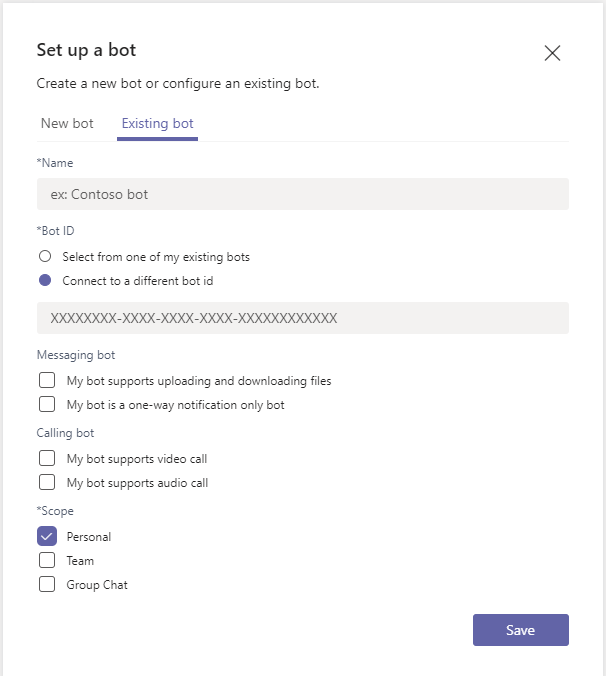 Set up a bot
Create a new bot or configure an existing bot.
New bot Existing bot
*Name
ex: Contoso bot
*Bot ID
Select from one of my existing bots
Connect to a different bot id
XXXXXXXX-XXXX-XXXX-XXXX-XXXXXXXXXXXX
Messaging bot
My bot supports uploading and downloading files
My bot is a one-way notification only bot
Calling bot
My bot supports video call
My bot supports audio call
*Scope
Personal
Team
Group Chat
Save